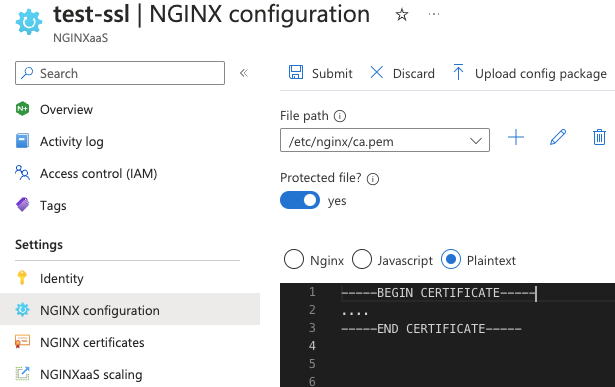 test-ssl | NGINX configuration ☆ ...
NGINXaaS
Search «
Overview
Activity log
Access control (IAM)
Tags
Settings
Identity
NGINX configuration
NGINX certificates
NGINXaaS scaling
Submit Discard Upload config package
File path
/etc/nginx/ca.pem
Protected file?
yes
Nginx Javascript Plaintext
1 -----BEGIN CERTIFICATE-----
2 ....
3 -----END CERTIFICATE-----
4
5
6